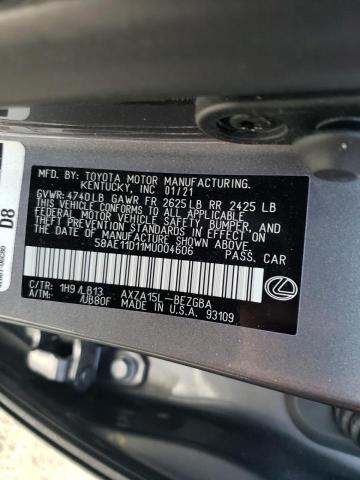 MFD. BY: TOYOTA MOTOR MANUFACTURING.
KENTUCKY, INC 01/21
GVWR: 4740LB GAWR FR 2625LB RR 2425 LB
THIS VEHICLE CONFORMS TO ALL APPLICABLE
FEDERAL MOTOR VEHICLE SAFETY, BUMPER, AND
THEFT PREVENTION STANDARDS IN EFFECT ON
THE DATE OF MANUFACTURE SHOWN ABOVE.
58AE11D11MU004606 PASS. CAR
C/TR: 1H9 /LB13 AXZA15L-BEZGBA
A/TM: /UB80F MADE IN U.S.A. 93109
D8